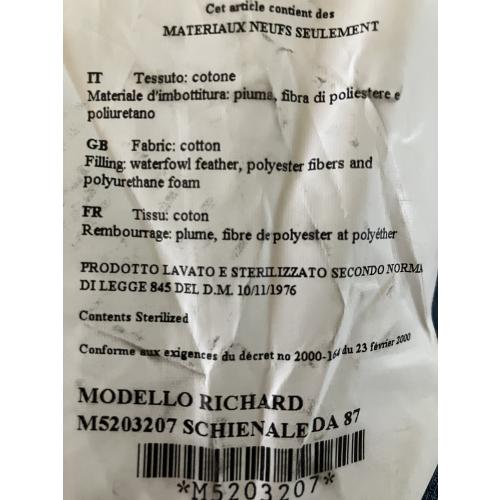 Cet article contient des
MATERIAUX NEUFS SEULEMENT
IT Tessuto: cotone
Materiale d'imbottitura: piuma, fibra di poliestere e
poliuretano
GB Fabric: cotton
Filling: waterfowl feather, polyester fibers and
polyurethane foam
FR Tissu: coton
Rembourrage: plume, fibre de polyester at polyéther
PRODOTTO LAVATO E STERILIZZATO SECONDO NORMA
DI LEGGE 845 DEL D.M. 10/11/1976
Contents Sterilized
Conforme aux exigences du décret no 2000-164 du 23 février 2000
MODELLO RICHARD
M5203207 SCHIENALE DA 87
*M5203207*